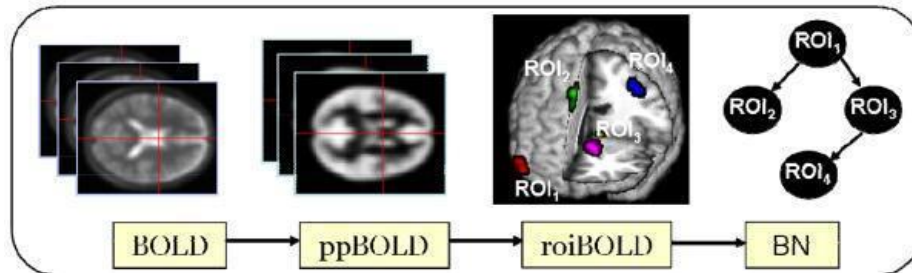 ROI₁
ROI₂
ROI₃
ROI₄
ROI₂
ROI₄
ROI₃
ROI₁
BOLD
ppBOLD
roiBOLD
BN